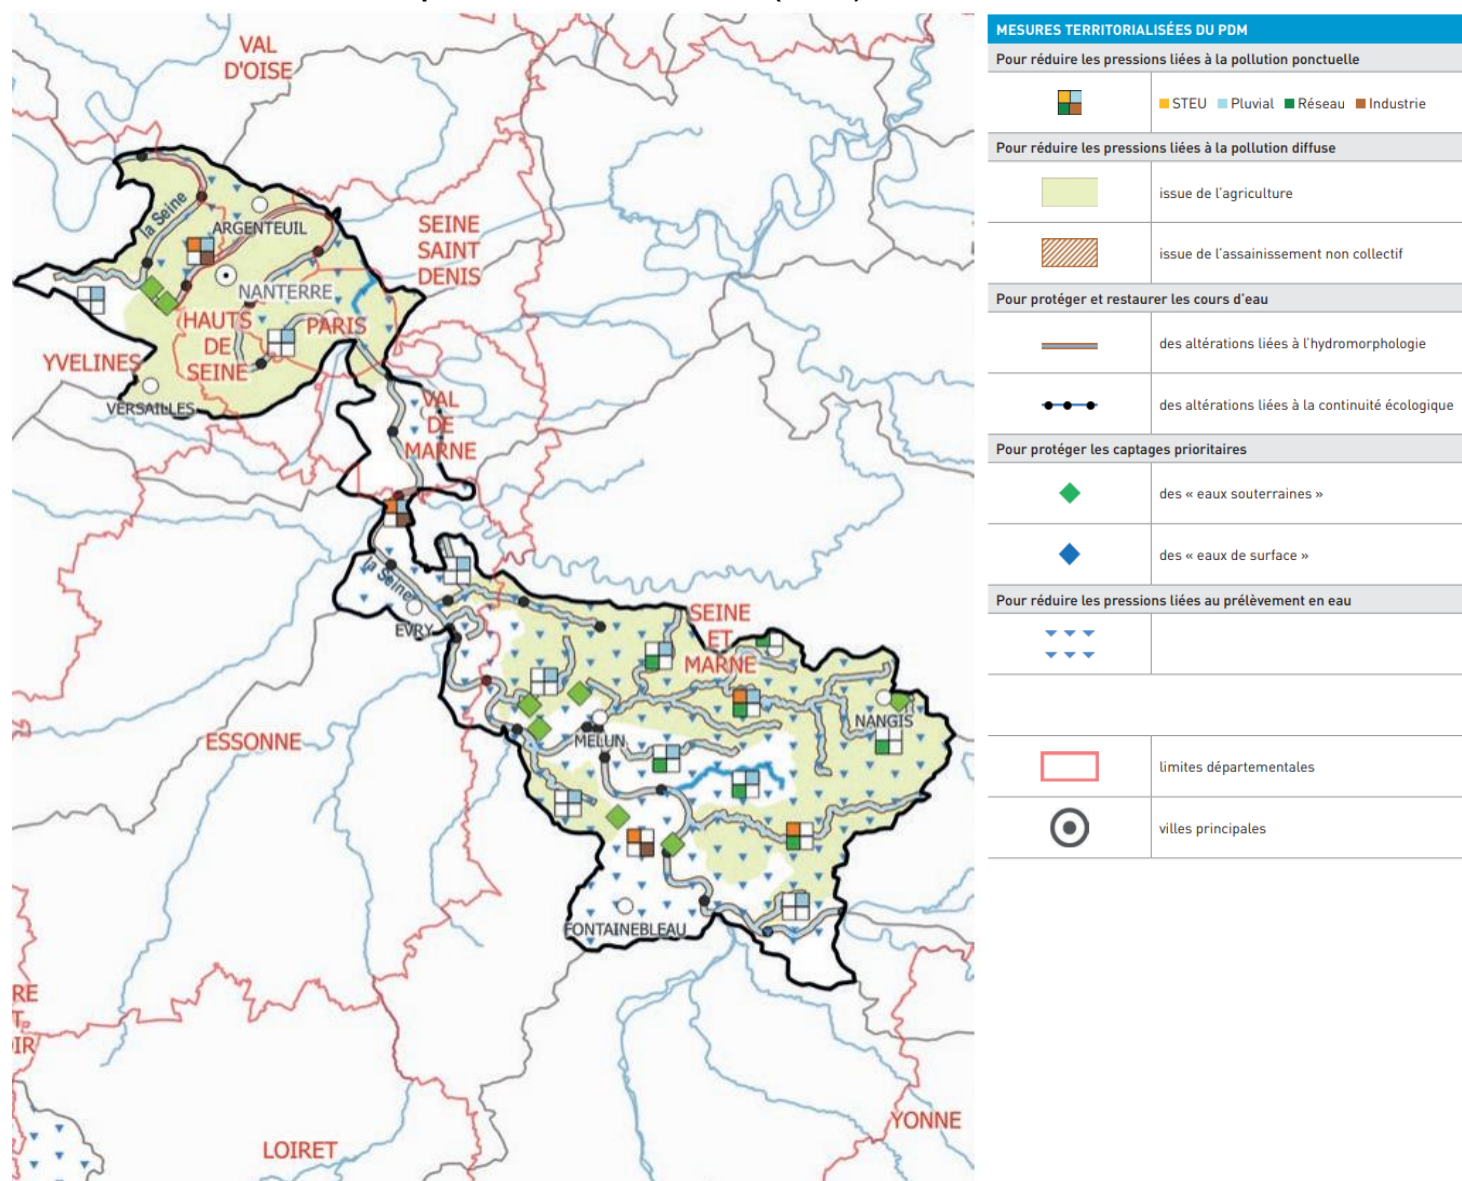 VAL
D'OISE
la Seine
ARGENTEUIL
SEINE
SAINT
DENIS
NANTERRE
HAUTS
DE
SEINE
PARIS
YVELINES
VERSAILLES
VAL
DE
MARNE
la Seine
EVRY
SEINE
ET
MARNE
NANGIS
MELUN
ESSONNE
FONTAINEBLEAU
RE
T.
IR
LOIRET
YONNE
MESURES TERRITORIALISÉES DU PDM
Pour réduire les pressions liées à la pollution ponctuelle
STEU Pluvial Réseau Industrie
Pour réduire les pressions liées à la pollution diffuse
issue de l'agriculture
issue de l'assainissement non collectif
Pour protéger et restaurer les cours d'eau
des altérations liées à l'hydromorphologie
des altérations liées à la continuité écologique
Pour protéger les captages prioritaires
des « eaux souterraines »
des « eaux de surface »
Pour réduire les pressions liées au prélèvement en eau
limites départementales
villes principales